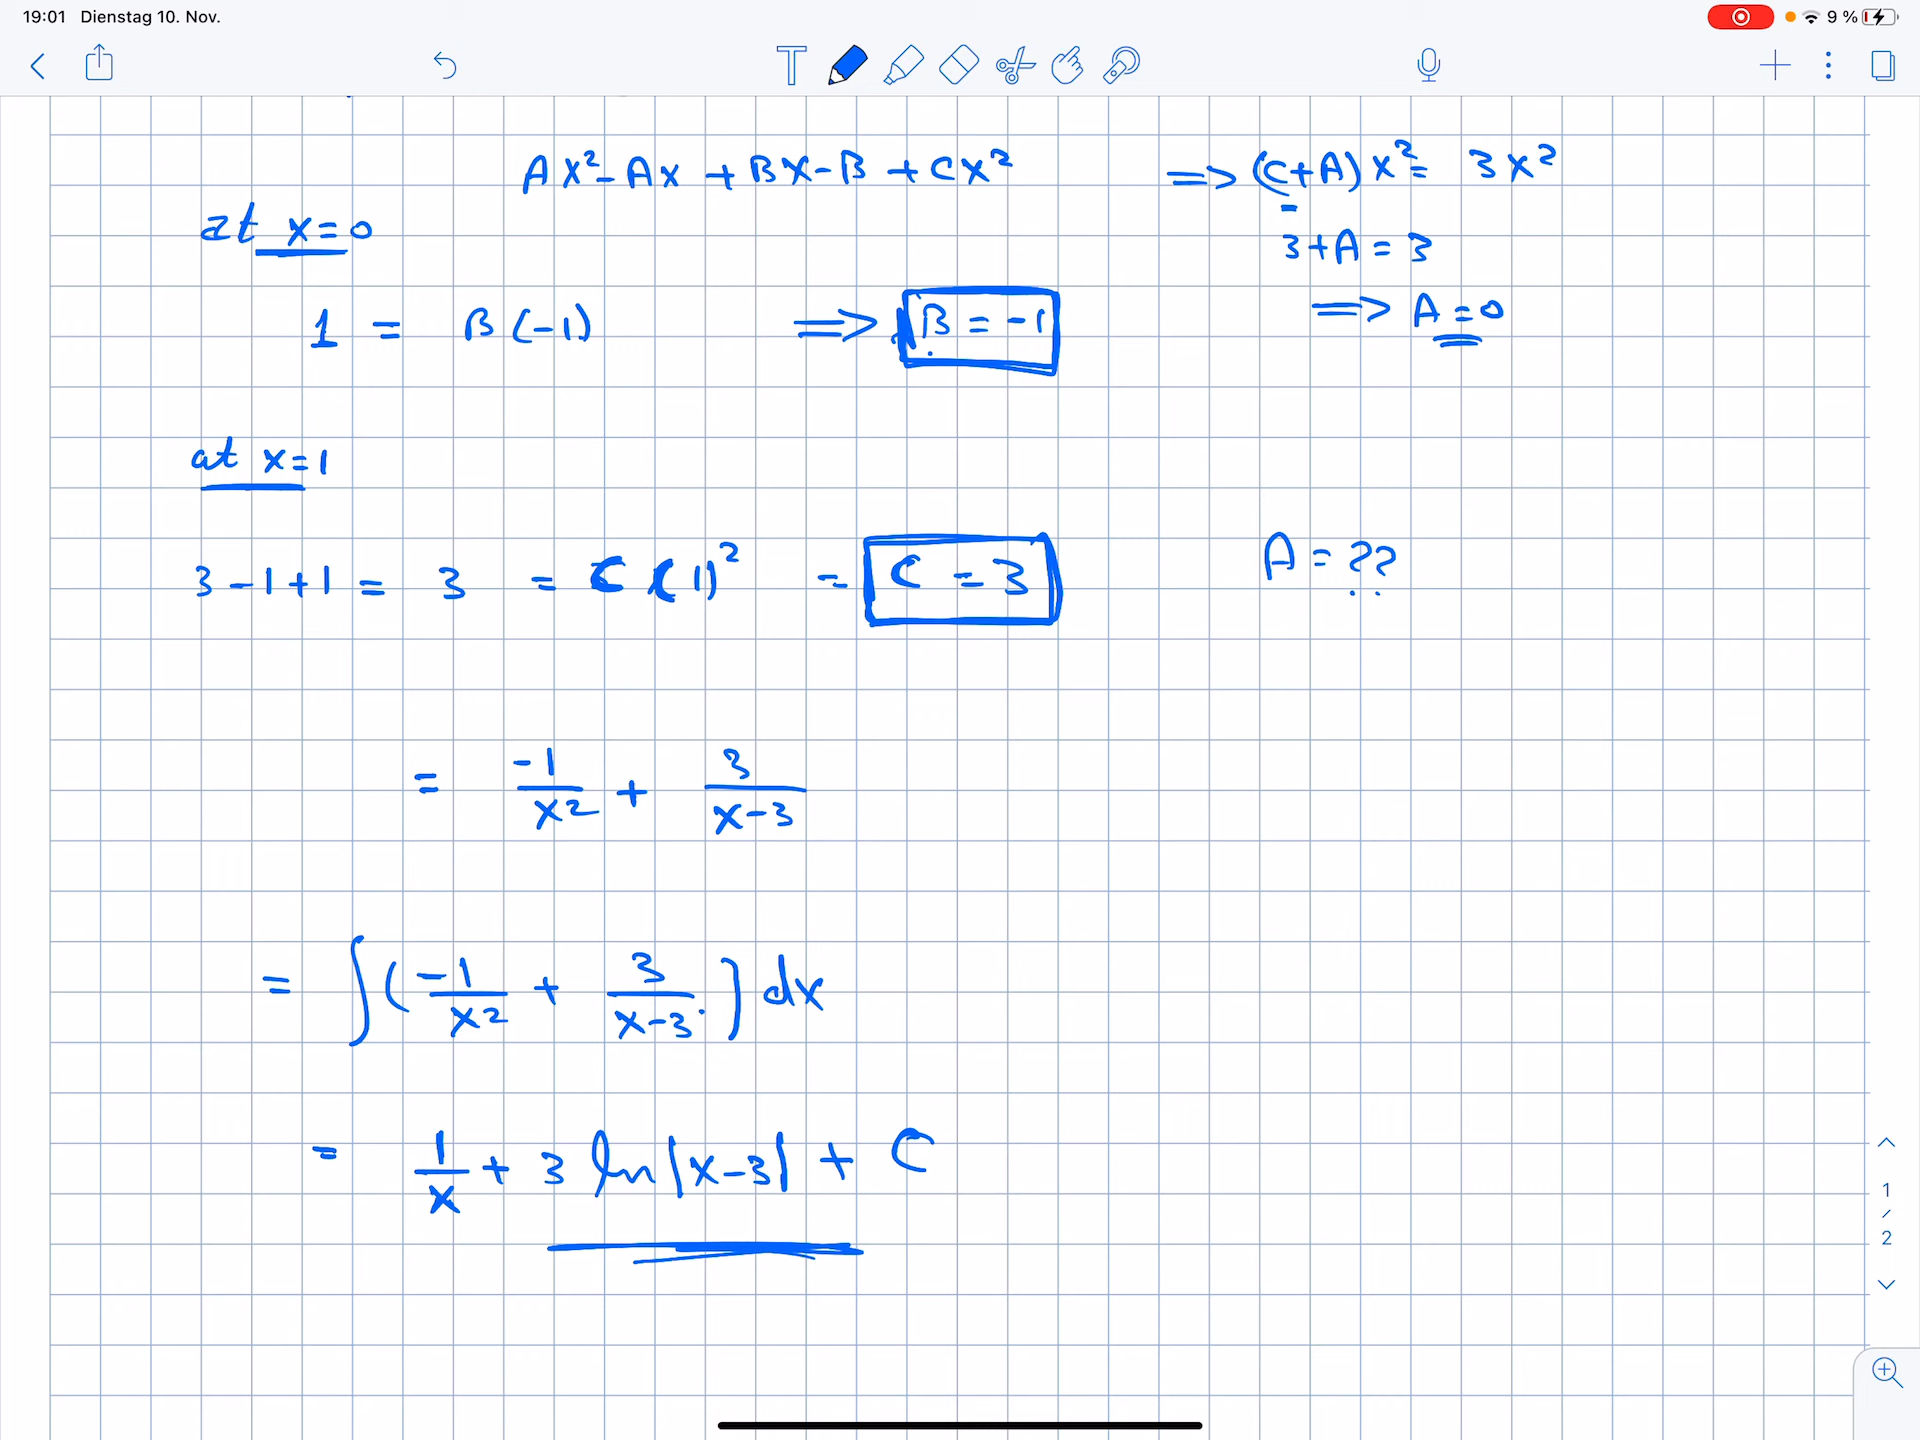 19:01 Dienstag 10. Nov.
9 %
T
Ax² - Ax + Bx - B + Cx² => (C+A)x² = 3x²
at x=0
3+A = 3
1 = B(-1) => B = -1
=> A = 0
at x=1
3-1+1 = 3 = C(1)² = C = 3
A = ??
= -1/x² + 3/x-3
= ∫(-1/x² + 3/x-3) dx
= 1/x + 3 ln|x-3| + C
1
/
2